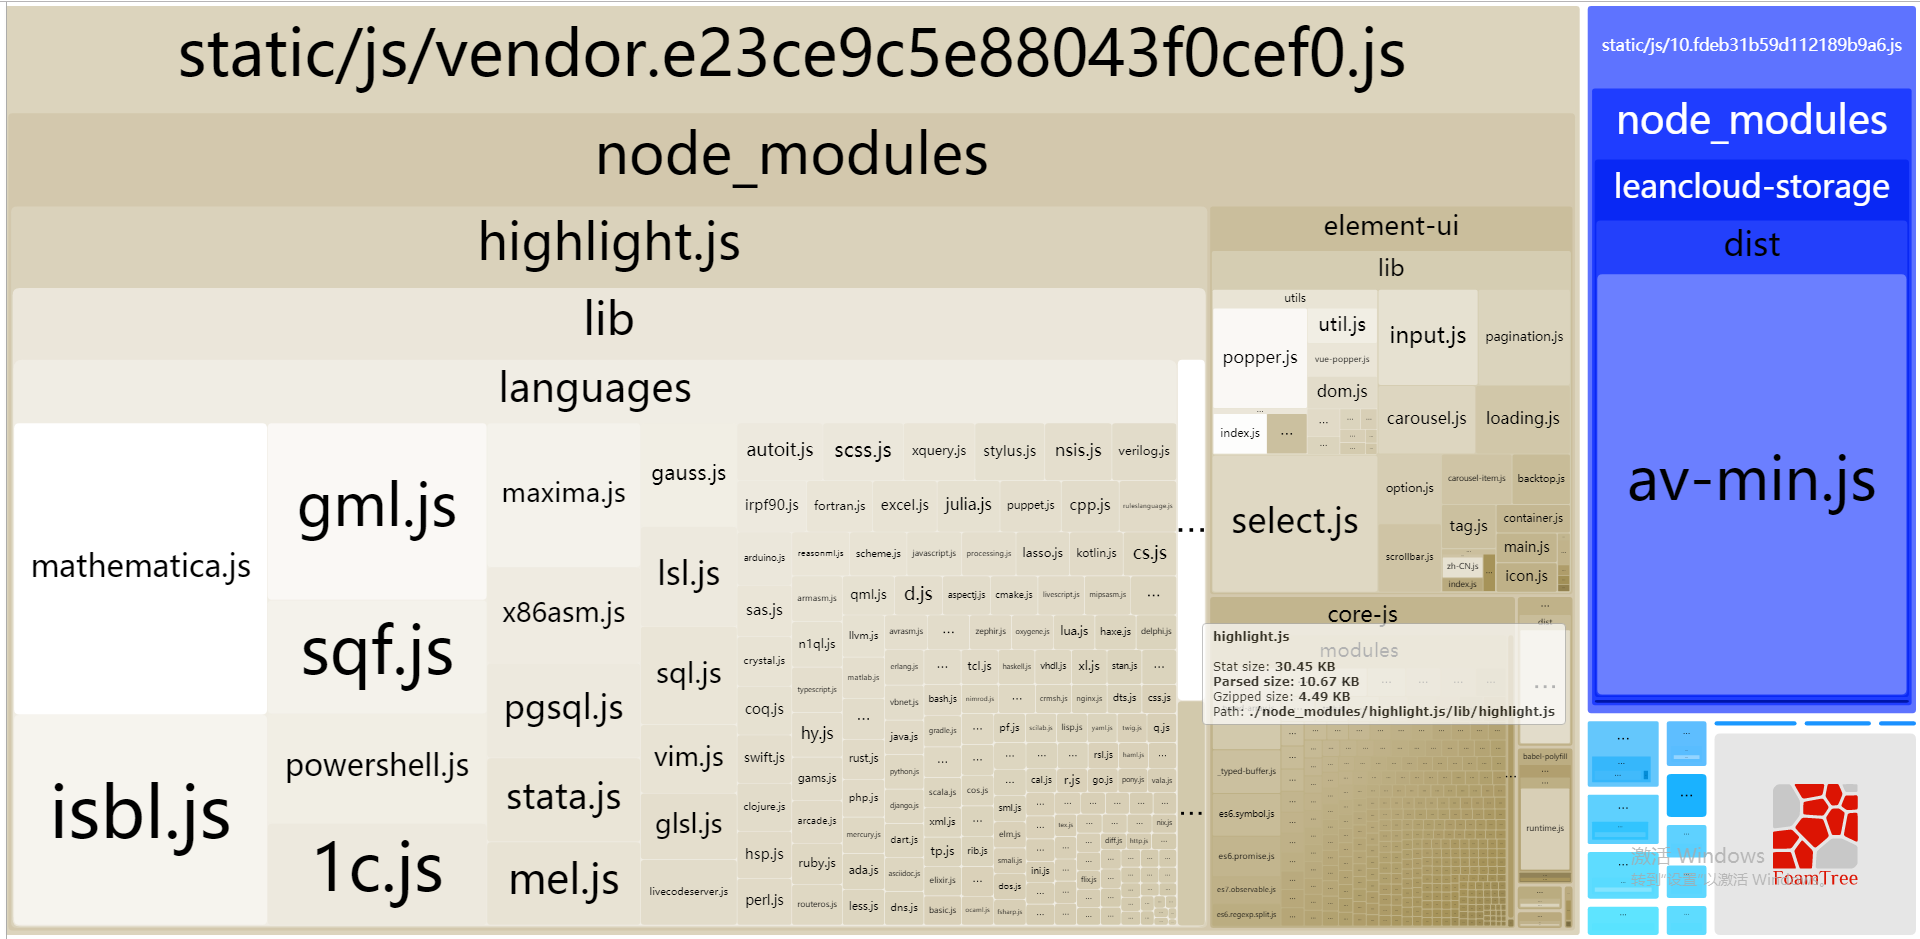 static/js/vendor.e23ce9c5e88043f0cef0.js
node_modules
highlight.js
lib
languages
mathematica.js
isbl.js
gml.js
sqf.js
powershell.js
1c.js
maxima.js
x86asm.js
pgsql.js
stata.js
mel.js
gauss.js
lsl.js
sql.js
vim.js
glsl.js
livecodeserver.js
autoit.js scss.js xquery.js stylus.js nsis.js verilog.js
irpf90.js fortran.js excel.js julia.js puppet.js cpp.js ruleslanguage.js
arduino.js reasonml.js scheme.js javascript.js processing.js lasso.js kotlin.js cs.js
sas.js armasm.js qml.js d.js aspectj.js cmake.js livescript.js mipsasm.js ...
crystal.js n1ql.js llvm.js avrasm.js ... zephir.js oxygene.js lua.js haxe.js delphi.js
typescript.js matlab.js erlang.js ... tcl.js haskell.js vhdl.js xl.js stan.js ...
coq.js hy.js ... vbnet.js bash.js nimrod.js ... crmsh.js nginx.js dts.js css.js
swift.js gams.js rust.js java.js gradle.js ... pf.js scilab.js lisp.js yaml.js twig.js q.js
clojure.js arcade.js php.js python.js ... rsl.js haml.js
hsp.js ruby.js mercury.js django.js scala.js cos.js cal.js r.js go.js pony.js vala.js
perl.js routeros.js ada.js dart.js xml.js sml.js tex.js nix.js
less.js asciidoc.js tp.js rib.js elm.js diff.js http.js
dns.js elixir.js smali.js ini.js flix.js
basic.js ocaml.js dos.js fsharp.js
...
...
element-ui
lib
utils
popper.js
util.js
vue-popper.js
dom.js
index.js
...
input.js
pagination.js
carousel.js
loading.js
select.js
option.js
scrollbar.js
carousel-item.js
backtop.js
tag.js
container.js
main.js
zh-CN.js
index.js
icon.js
core-js
modules
_typed-buffer.js
es6.symbol.js
es6.promise.js
es7.observable.js
es6.regexp.split.js
...
dist
...
babel-polyfill
runtime.js
highlight.js
Stat size: 30.45 KB
Parsed size: 10.67 KB
Gzipped size: 4.49 KB
Path: ./node_modules/highlight.js/lib/highlight.js
static/js/10.fdeb31b59d112189b9a6.js
node_modules
leancloud-storage
dist
av-min.js
激活 Windows
转到"设置"以激活 Windows。
FoamTree